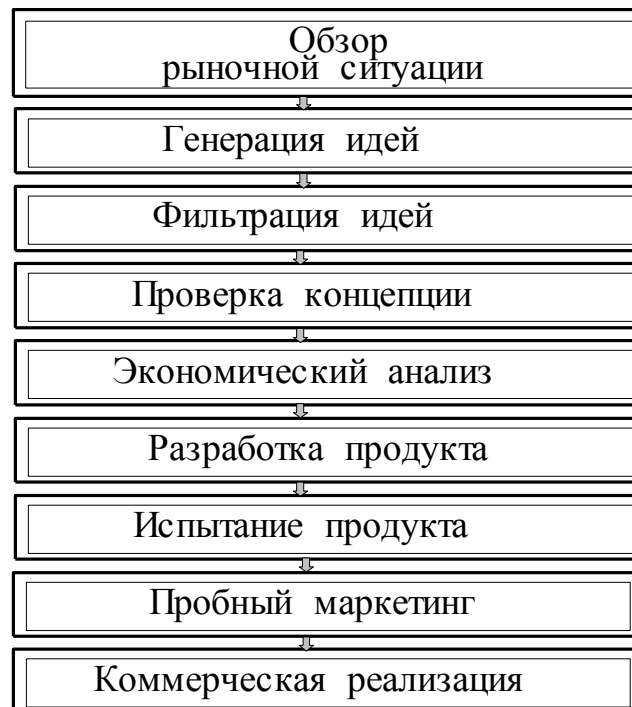 Обзор
рыночной ситуации
Генерация идей
Фильтрация идей
Проверка концепции
Экономический анализ
Разработка продукта
Испытание продукта
Пробный маркетинг
Коммерческая реализация